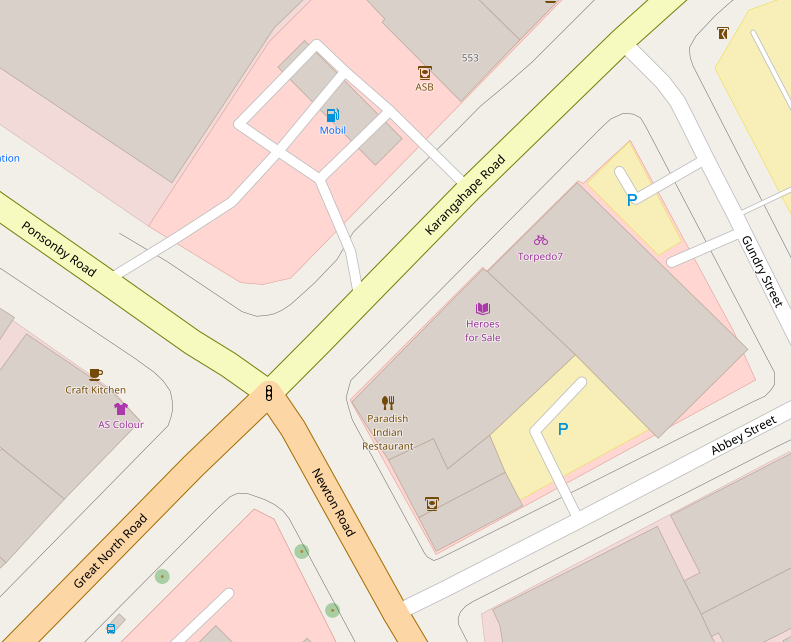 553
ASB
Mobil
ation
Karangahape Road
P
Ponsonby Road
Torpedo7
Gundry Street
Heroes
for Sale
Craft Kitchen
AS Colour
Paradish
Indian
Restaurant
P
Abbey Street
Newton Road
Great North Road